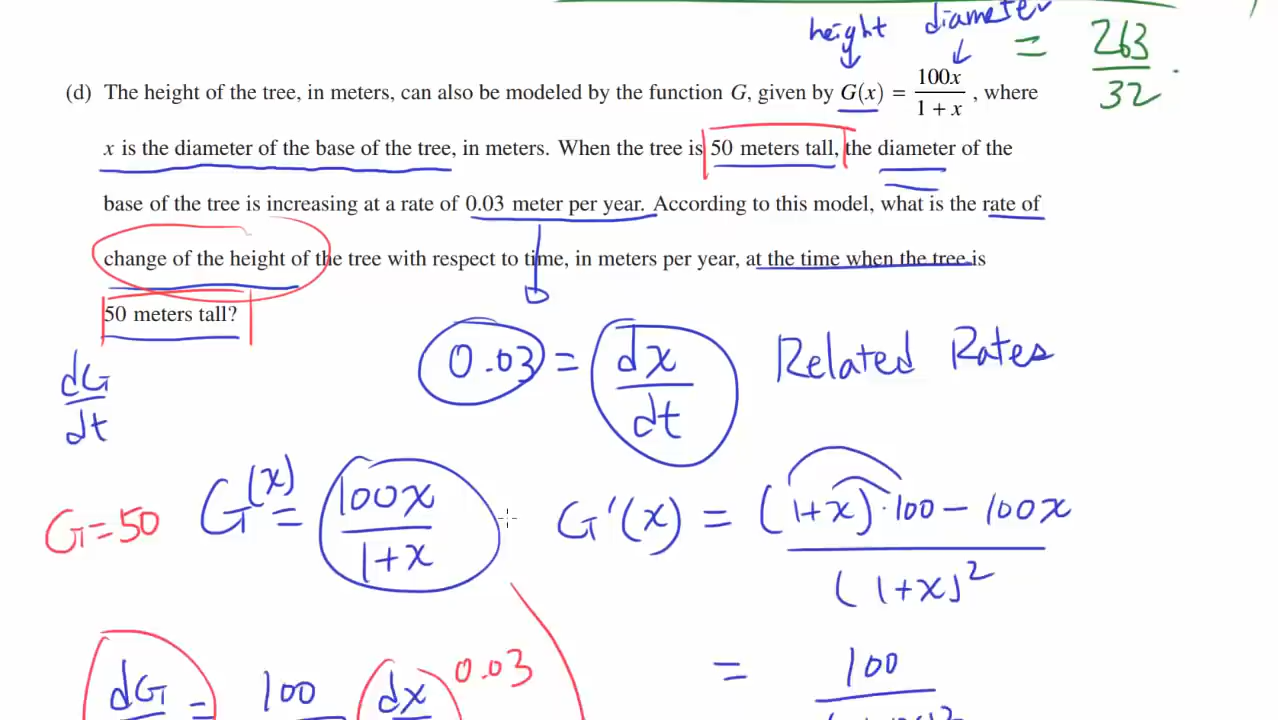 height diameter
= 263/32 .
(d) The height of the tree, in meters, can also be modeled by the function G, given by G(x) = 100x/(1 + x), where
x is the diameter of the base of the tree, in meters. When the tree is 50 meters tall, the diameter of the
base of the tree is increasing at a rate of 0.03 meter per year. According to this model, what is the rate of
change of the height of the tree with respect to time, in meters per year, at the time when the tree is
50 meters tall?
dG/dt
0.03 = dx/dt Related Rates
G=50 G(x) = 100x/(1+x) G'(x) = ((1+x)·100 - 100x)/(1+x)²
dG = 100 dx 0.03
= 100